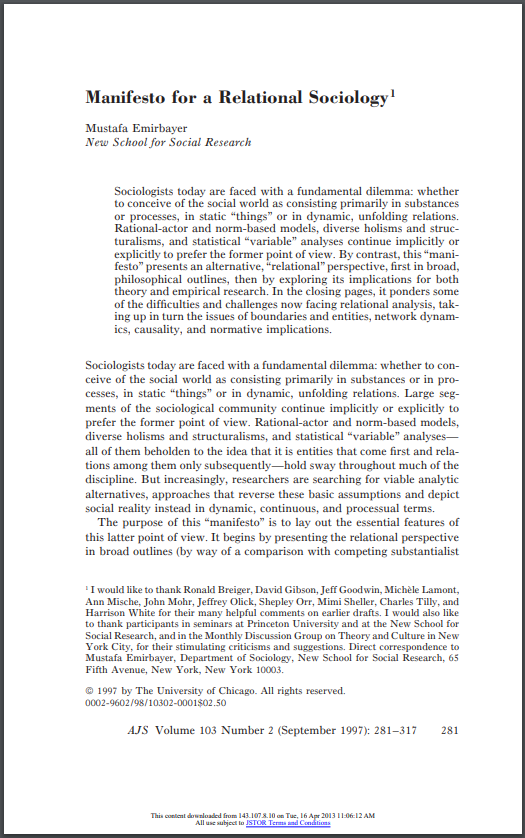 Manifesto for a Relational Sociology¹
Mustafa Emirbayer
New School for Social Research
Sociologists today are faced with a fundamental dilemma: whether
to conceive of the social world as consisting primarily in substances
or processes, in static “things” or in dynamic, unfolding relations.
Rational-actor and norm-based models, diverse holisms and struc-
turalisms, and statistical “variable” analyses continue implicitly or
explicitly to prefer the former point of view. By contrast, this “mani-
festo” presents an alternative, “relational” perspective, first in broad,
philosophical outlines, then by exploring its implications for both
theory and empirical research. In the closing pages, it ponders some
of the difficulties and challenges now facing relational analysis, tak-
ing up in turn the issues of boundaries and entities, network dynam-
ics, causality, and normative implications.
Sociologists today are faced with a fundamental dilemma: whether to con-
ceive of the social world as consisting primarily in substances or in pro-
cesses, in static “things” or in dynamic, unfolding relations. Large seg-
ments of the sociological community continue implicitly or explicitly to
prefer the former point of view. Rational-actor and norm-based models,
diverse holisms and structuralisms, and statistical “variable” analyses—
all of them beholden to the idea that it is entities that come first and rela-
tions among them only subsequently—hold sway throughout much of the
discipline. But increasingly, researchers are searching for viable analytic
alternatives, approaches that reverse these basic assumptions and depict
social reality instead in dynamic, continuous, and processual terms.
The purpose of this “manifesto” is to lay out the essential features of
this latter point of view. It begins by presenting the relational perspective
in broad outlines (by way of a comparison with competing substantialist
¹ I would like to thank Ronald Breiger, David Gibson, Jeff Goodwin, Michèle Lamont,
Ann Mische, John Mohr, Jeffrey Olick, Shepley Orr, Mimi Sheller, Charles Tilly, and
Harrison White for their many helpful comments on earlier drafts. I would also like
to thank participants in seminars at Princeton University and at the New School for
Social Research, and in the Monthly Discussion Group on Theory and Culture in New
York City, for their stimulating criticisms and suggestions. Direct correspondence to
Mustafa Emirbayer, Department of Sociology, New School for Social Research, 65
Fifth Avenue, New York, New York 10003.
© 1997 by The University of Chicago. All rights reserved.
0002-9602/98/10302-0001$02.50
AJS Volume 103 Number 2 (September 1997): 281–317 281
This content downloaded from 143.107.8.10 on Tue, 16 Apr 2013 11:06:12 AM
All use subject to JSTOR Terms and Conditions